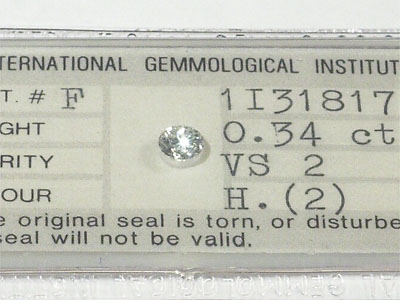 TERNATIONAL GEMMOLOGICAL INSTITUT
T. # F 1I31817
GHT 0.34 ct
RITY VS 2
OUR H.(2)
e original seal is torn, or disturbe
seal will not be valid.